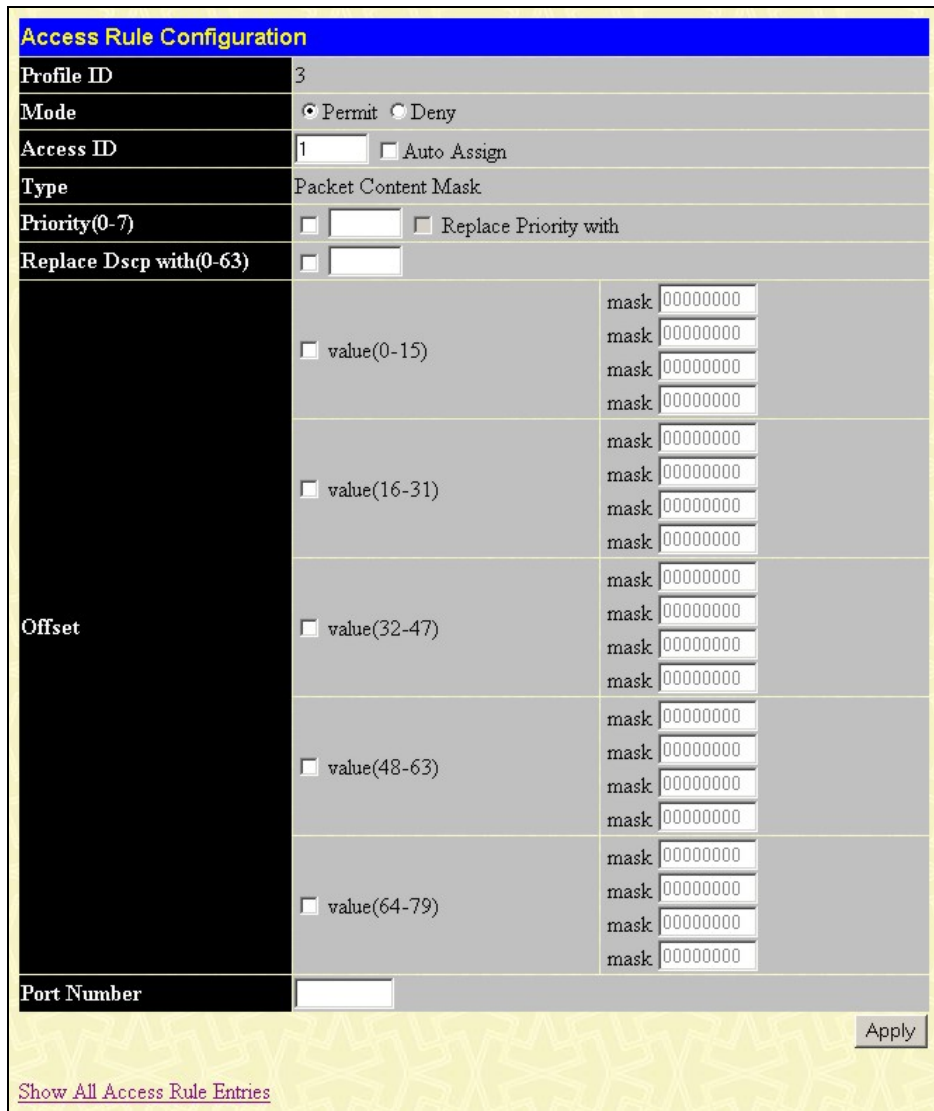 Access Rule Configuration
Profile ID 3
Mode Permit Deny
Access ID 1 Auto Assign
Type Packet Content Mask
Priority(0-7) Replace Priority with
Replace Dscp with(0-63)
Offset
value(0-15)
mask 00000000
mask 00000000
mask 00000000
mask 00000000
value(16-31)
mask 00000000
mask 00000000
mask 00000000
mask 00000000
value(32-47)
mask 00000000
mask 00000000
mask 00000000
mask 00000000
value(48-63)
mask 00000000
mask 00000000
mask 00000000
mask 00000000
value(64-79)
mask 00000000
mask 00000000
mask 00000000
mask 00000000
Port Number
Apply
Show All Access Rule Entries